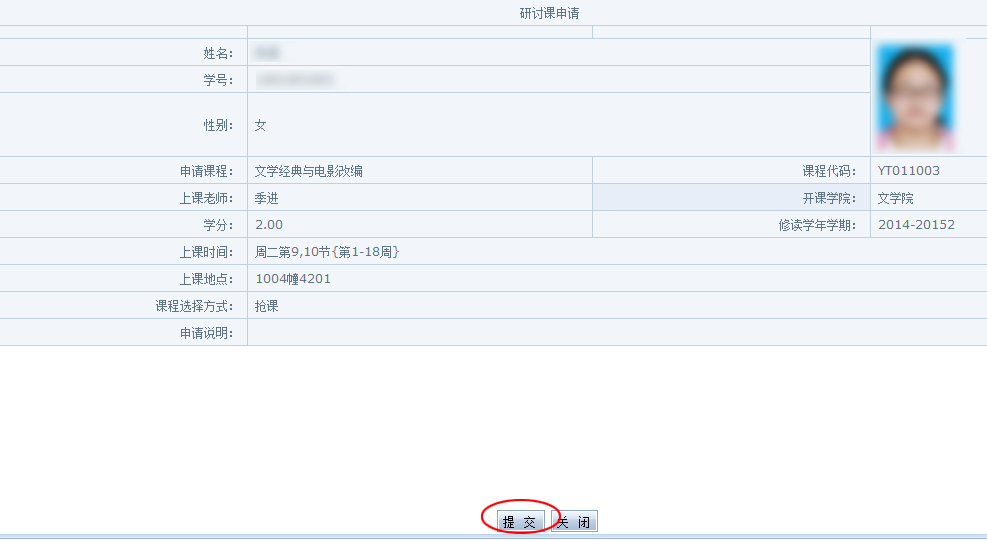 研讨课申请
姓名：
学号：
性别： 女
申请课程： 文学经典与电影改编 课程代码： YT011003
上课老师： 季进 开课学院： 文学院
学分： 2.00 修读学年学期： 2014-20152
上课时间： 周二第9,10节{第1-18周}
上课地点： 1004幢4201
课程选择方式： 抢课
申请说明：
提 交 关 闭